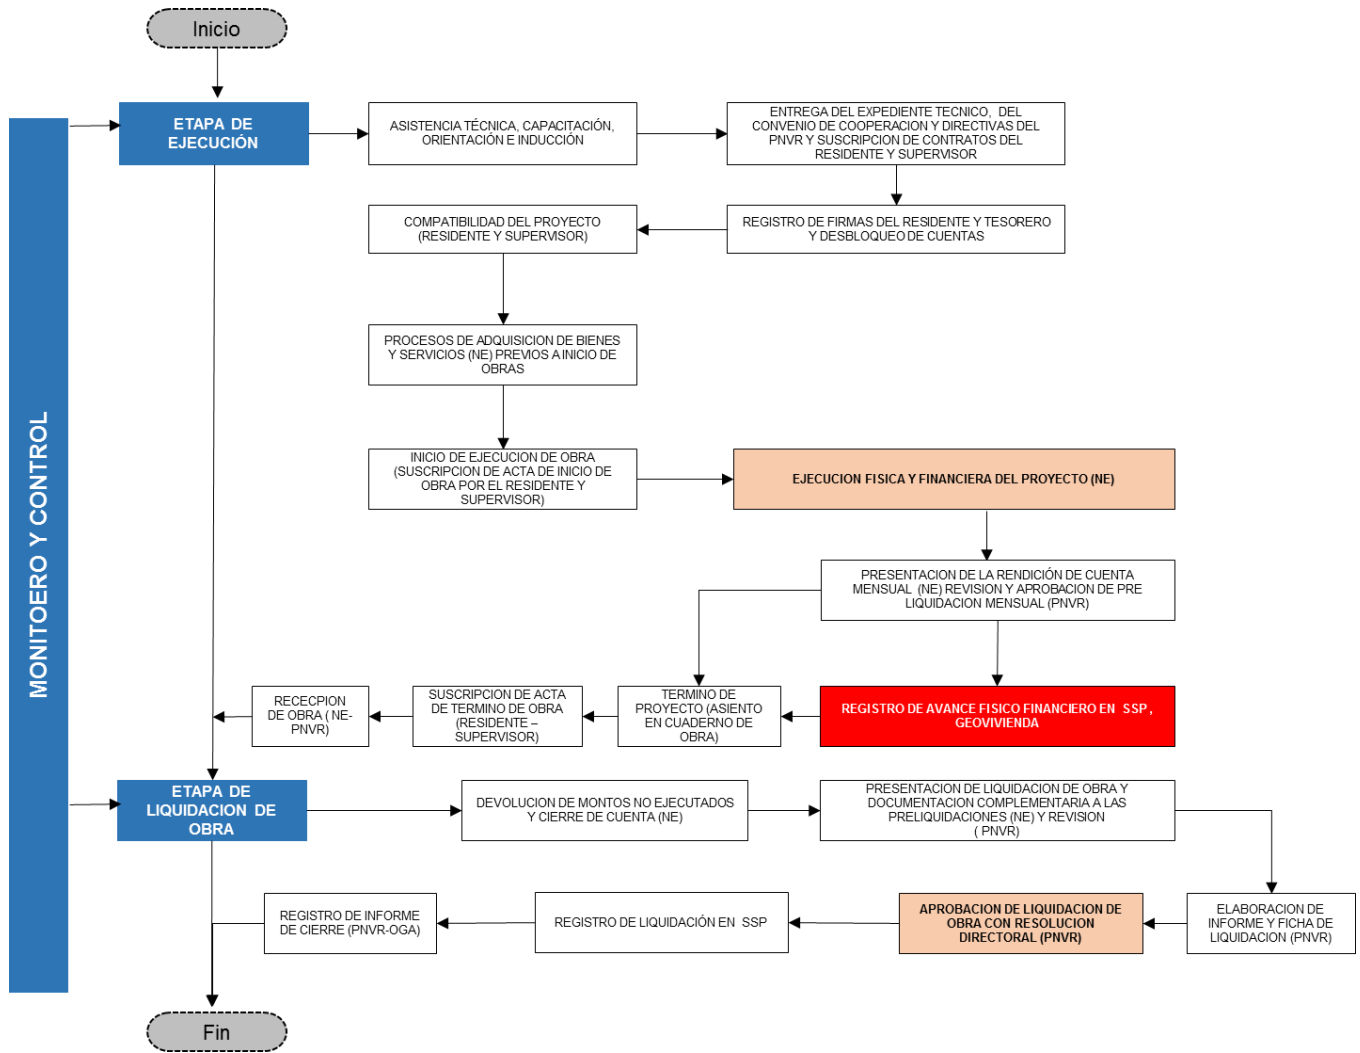 Inicio
MONITOERO Y CONTROL
ETAPA DE
EJECUCIÓN
ASISTENCIA TÉCNICA, CAPACITACIÓN,
ORIENTACIÓN E INDUCCIÓN
ENTREGA DEL EXPEDIENTE TECNICO, DEL
CONVENIO DE COOPERACION Y DIRECTIVAS DEL
PNVR Y SUSCRIPCION DE CONTRATOS DEL
RESIDENTE Y SUPERVISOR
COMPATIBILIDAD DEL PROYECTO
(RESIDENTE Y SUPERVISOR)
REGISTRO DE FIRMAS DEL RESIDENTE Y TESORERO
Y DESBLOQUEO DE CUENTAS
PROCESOS DE ADQUISICION DE BIENES
Y SERVICIOS (NE) PREVIOS A INICIO DE
OBRAS
INICIO DE EJECUCION DE OBRA
(SUSCRIPCION DE ACTA DE INICIO DE
OBRA POR EL RESIDENTE Y
SUPERVISOR)
EJECUCION FISICA Y FINANCIERA DEL PROYECTO (NE)
PRESENTACION DE LA RENDICIÓN DE CUENTA
MENSUAL (NE) REVISION Y APROBACION DE PRE
LIQUIDACION MENSUAL (PNVR)
RECECPION
DE OBRA ( NE-
PNVR)
SUSCRIPCION DE ACTA
DE TERMINO DE OBRA
(RESIDENTE –
SUPERVISOR)
TERMINO DE
PROYECTO (ASIENTO
EN CUADERNO DE
OBRA)
REGISTRO DE AVANCE FISICO FINANCIERO EN SSP ,
GEOVIVIENDA
ETAPA DE
LIQUIDACION DE
OBRA
DEVOLUCION DE MONTOS NO EJECUTADOS
Y CIERRE DE CUENTA (NE)
PRESENTACION DE LIQUIDACION DE OBRA Y
DOCUMENTACION COMPLEMENTARIA A LAS
PRELIQUIDACIONES (NE) Y REVISION
( PNVR)
REGISTRO DE INFORME
DE CIERRE (PNVR-OGA)
REGISTRO DE LIQUIDACIÓN EN SSP
APROBACION DE LIQUIDACION DE
OBRA CON RESOLUCION
DIRECTORAL (PNVR)
ELABORACION DE
INFORME Y FICHA DE
LIQUIDACION (PNVR)
Fin